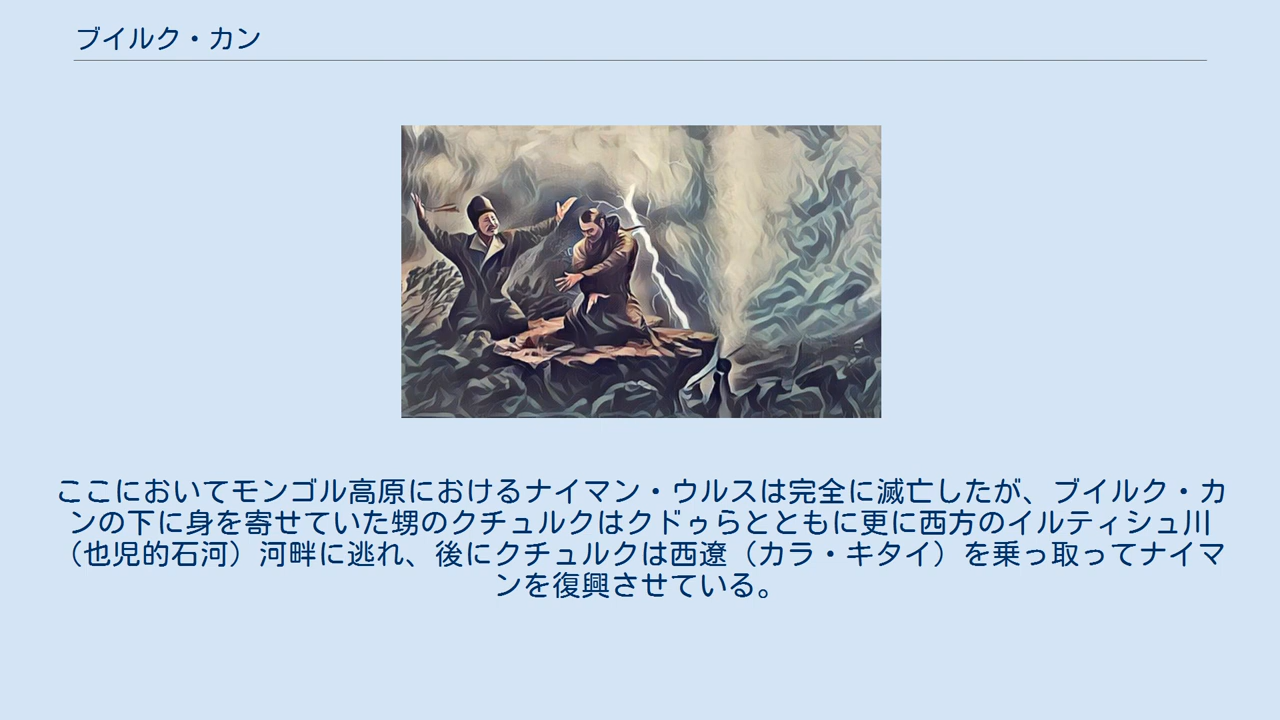 ブイルク・カン
ここにおいてモンゴル高原におけるナイマン・ウルスは完全に滅亡したが、ブイルク・カ
ンの下に身を寄せていた甥のクチュルクはクドゥらとともに更に西方のイルティシュ川
（也児的石河）河畔に逃れ、後にクチュルクは西遼（カラ・キタイ）を乗っ取ってナイマ
ンを復興させている。